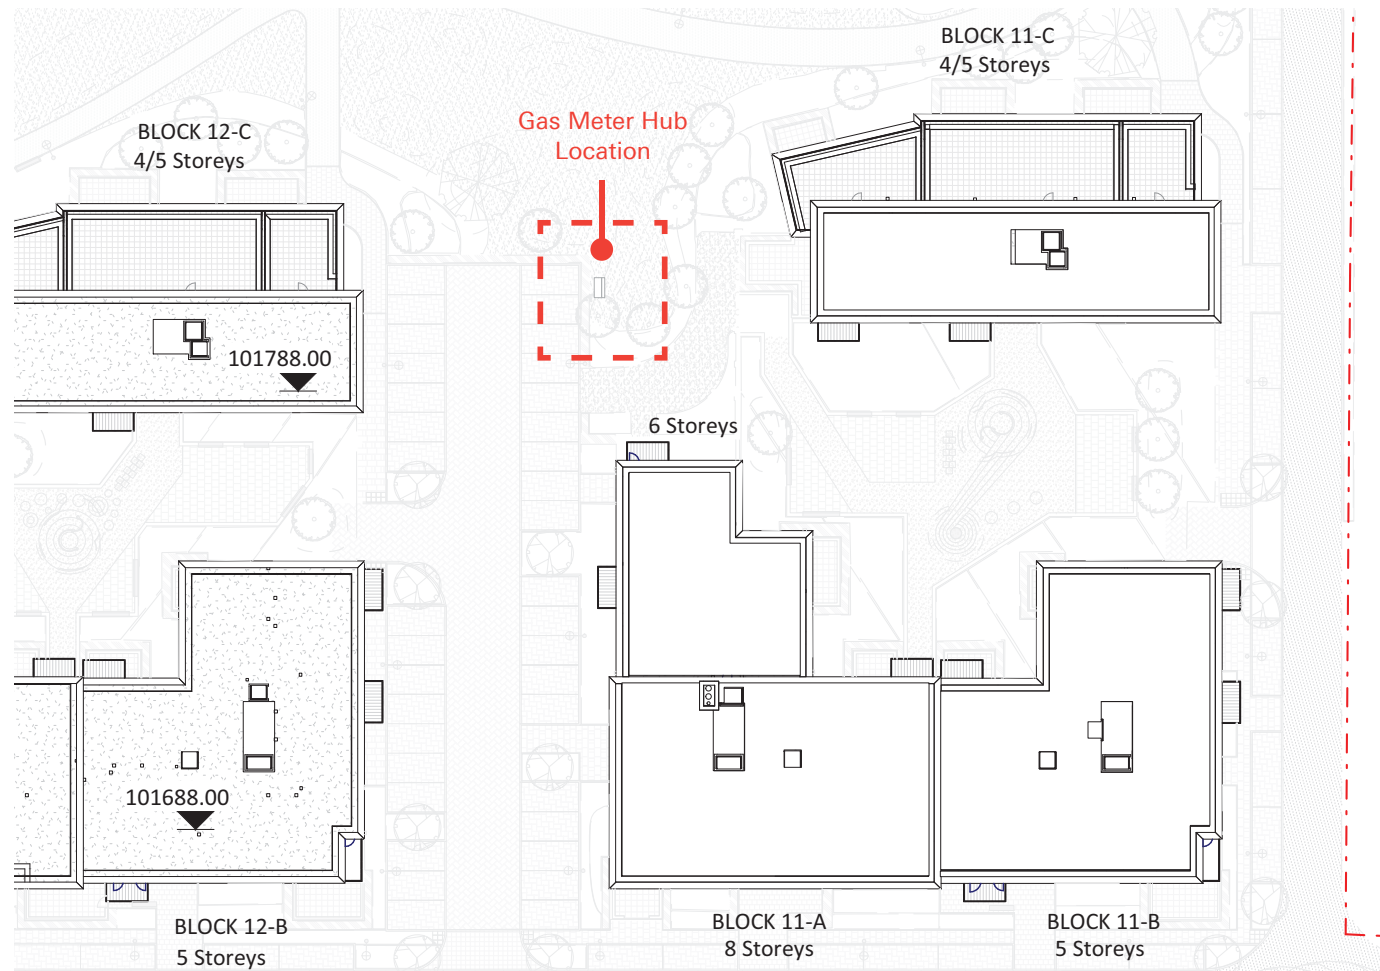 BLOCK 11-C
4/5 Storeys
Gas Meter Hub
Location
BLOCK 12-C
4/5 Storeys
101788.00
6 Storeys
101688.00
BLOCK 12-B
5 Storeys
BLOCK 11-A
8 Storeys
BLOCK 11-B
5 Storeys